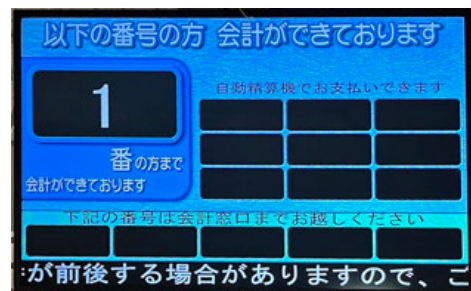 以下の番号の方 会計ができております
自動精算機でお支払いできます
1
番の方まで
会計ができております
下記の番号は会計窓口までお越しください
が前後する場合がありますので、こ